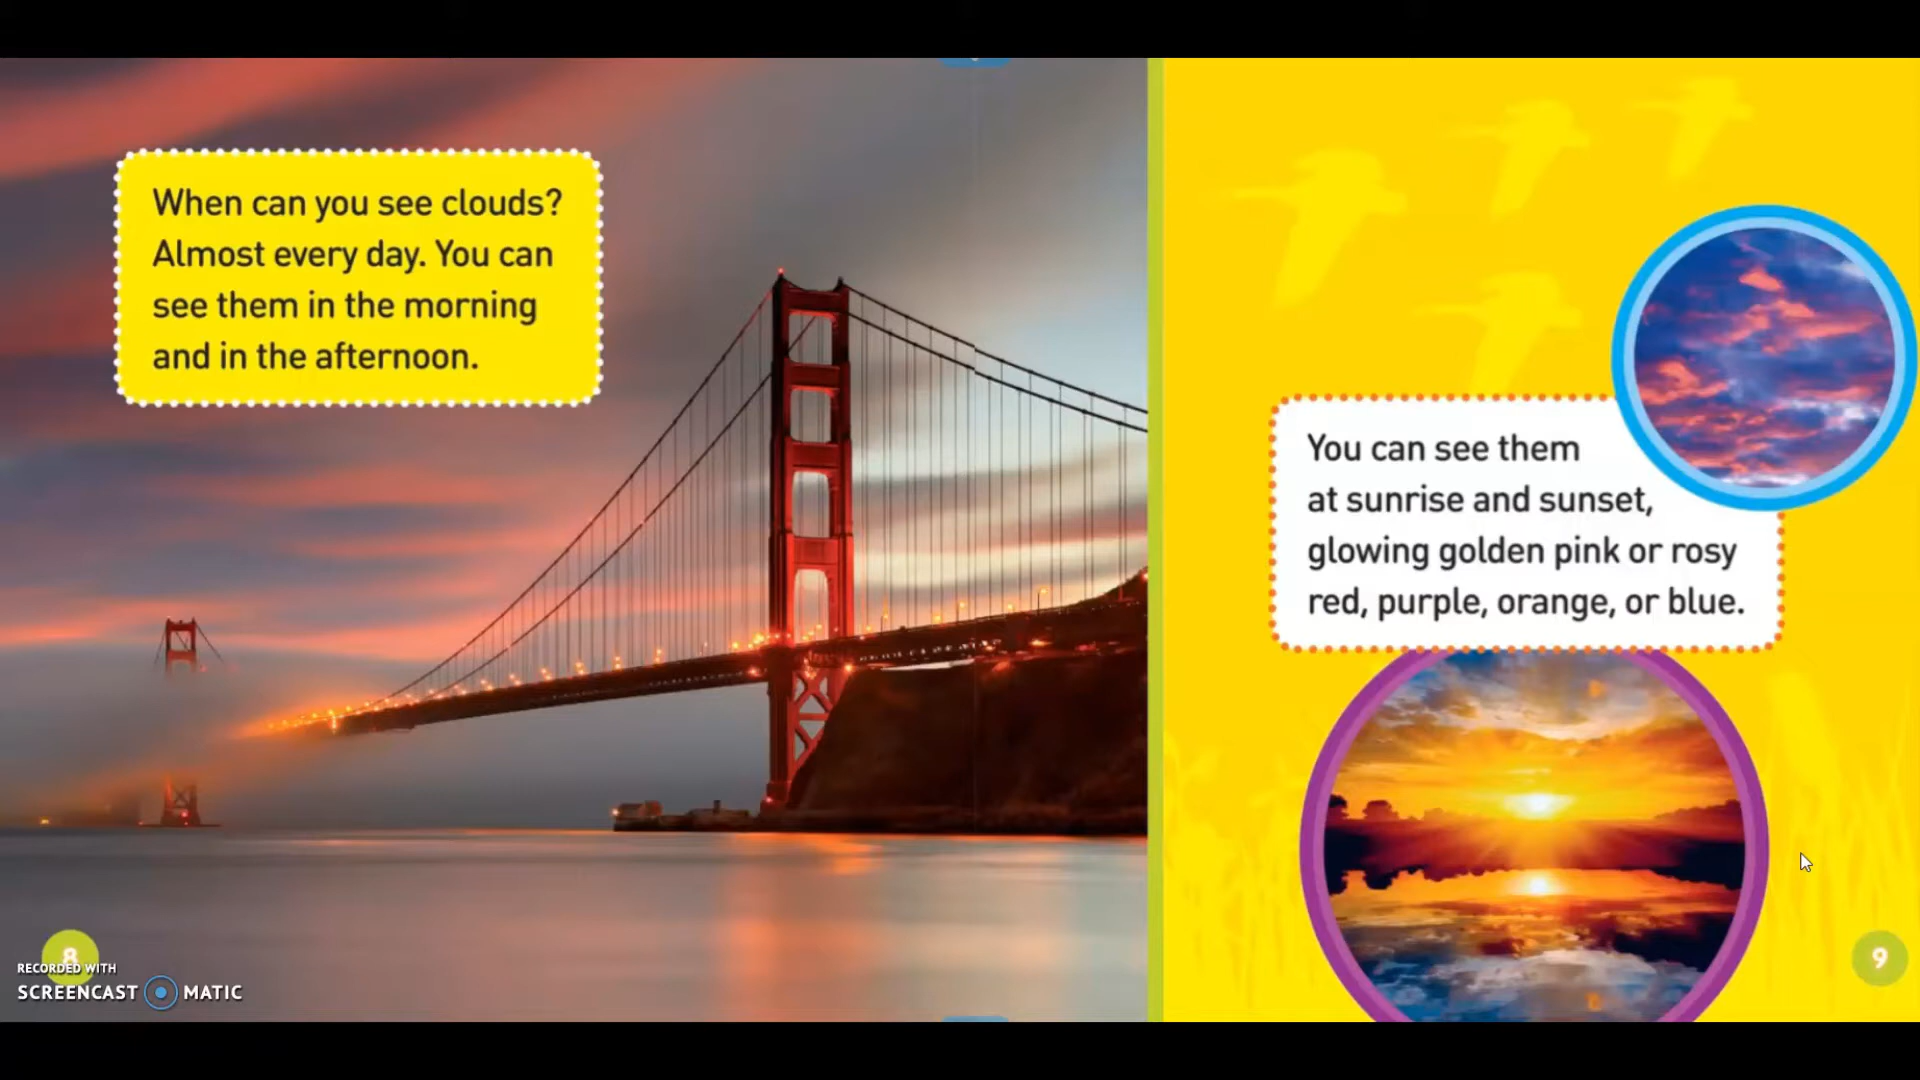 When can you see clouds?
Almost every day. You can
see them in the morning
and in the afternoon.
You can see them
at sunrise and sunset,
glowing golden pink or rosy
red, purple, orange, or blue.
8
RECORDED WITH
SCREENCAST MATIC
9